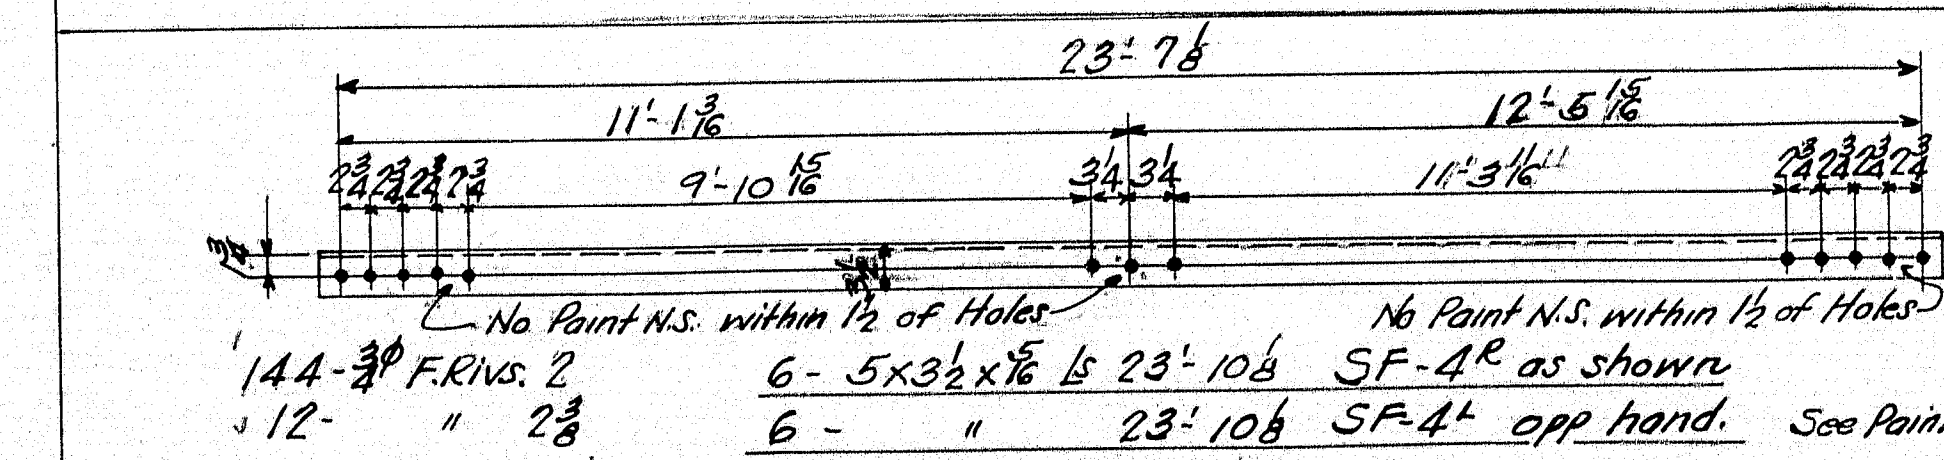 23'- 7 1/8
11'- 1 3/16 12'- 5 15/16
2 3/4 2 3/4 2 3/4 2 3/4 9'- 10 15/16 3 1/4 3 1/4 11'- 3 11/16 2 3/4 2 3/4 2 3/4 2 3/4
3 1/2
No Paint N.S. within 1 1/2 of Holes No Paint N.S. within 1 1/2 of Holes
144- 3/4 φ F.Rivs. 2 6- 5x3 1/2 x 5/16 Ls 23'- 10 1/8 SF-4R as shown
12- " 2 3/8 6- " 23'- 10 1/8 SF-4L opp hand. See Pain